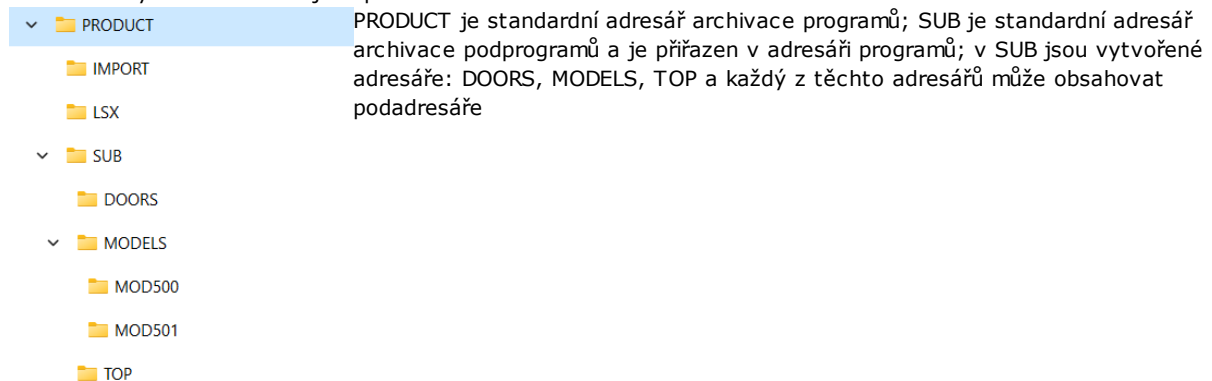 PRODUCT
PRODUCT je standardní adresář archivace programů; SUB je standardní adresář
archivace podprogramů a je přiřazen v adresáři programů; v SUB jsou vytvořené
adresáře: DOORS, MODELS, TOP a každý z těchto adresářů může obsahovat
podadresáře
IMPORT
LSX
SUB
DOORS
MODELS
MOD500
MOD501
TOP